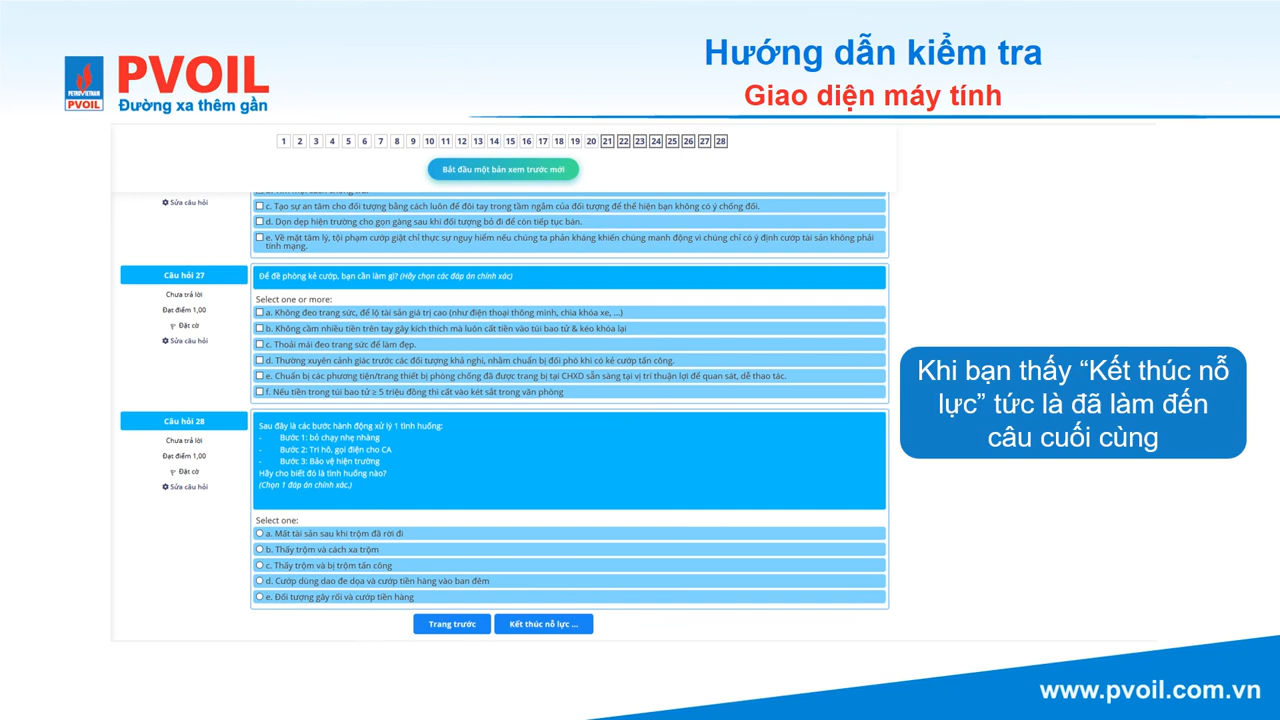 Hướng dẫn kiểm tra
Giao diện máy tính
PETROVIETNAM
PVOIL
PVOIL
Đường xa thêm gần
1 2 3 4 5 6 7 8 9 10 11 12 13 14 15 16 17 18 19 20 21 22 23 24 25 26 27 28
Bắt đầu một bản xem trước mới
Sửa câu hỏi
c. Tạo sự an tâm cho đối tượng bằng cách luôn để đôi tay trong tầm ngắm của đối tượng để thể hiện bạn không có ý chống đối.
d. Dọn dẹp hiện trường cho gọn gàng sau khi đối tượng bỏ đi để còn tiếp tục bán.
e. Về mặt tâm lý, tội phạm cướp giật chỉ thực sự nguy hiểm nếu chúng ta phản kháng khiến chúng manh động vì chúng chỉ có ý định cướp tài sản không phải
tính mạng.
Câu hỏi 27
Chưa trả lời
Đạt điểm 1,00
Đặt cờ
Sửa câu hỏi
Để đề phòng kẻ cướp, bạn cần làm gì? (Hãy chọn các đáp án chính xác)
Select one or more:
a. Không đeo trang sức, để lộ tài sản giá trị cao (như điện thoại thông minh, chìa khóa xe, ...)
b. Không cầm nhiều tiền trên tay gây kích thích mà luôn cất tiền vào túi bao tử & kéo khóa lại
c. Thoải mái đeo trang sức để làm đẹp.
d. Thường xuyên cảnh giác trước các đối tượng khả nghi, nhằm chuẩn bị đối phó khi có kẻ cướp tấn công.
e. Chuẩn bị các phương tiện/trang thiết bị phòng chống đã được trang bị tại CHXD sẵn sàng tại vị trí thuận lợi để quan sát, dễ thao tác.
f. Nếu tiền trong túi bao tử ≥ 5 triệu đồng thì cất vào két sắt trong văn phòng
Câu hỏi 28
Chưa trả lời
Đạt điểm 1,00
Đặt cờ
Sửa câu hỏi
Sau đây là các bước hành động xử lý 1 tình huống:
- Bước 1: bỏ chạy nhẹ nhàng
- Bước 2: Tri hô, gọi điện cho CA
- Bước 3: Bảo vệ hiện trường
Hãy cho biết đó là tình huống nào?
(Chọn 1 đáp án chính xác.)
Select one:
a. Mất tài sản sau khi trộm đã rời đi
b. Thấy trộm và cách xa trộm
c. Thấy trộm và bị trộm tấn công
d. Cướp dùng dao đe dọa và cướp tiền hàng vào ban đêm
e. Đối tượng gây rối và cướp tiền hàng
Trang trước
Kết thúc nỗ lực ...
Khi bạn thấy “Kết thúc nỗ
lực” tức là đã làm đến
câu cuối cùng
www.pvoil.com.vn